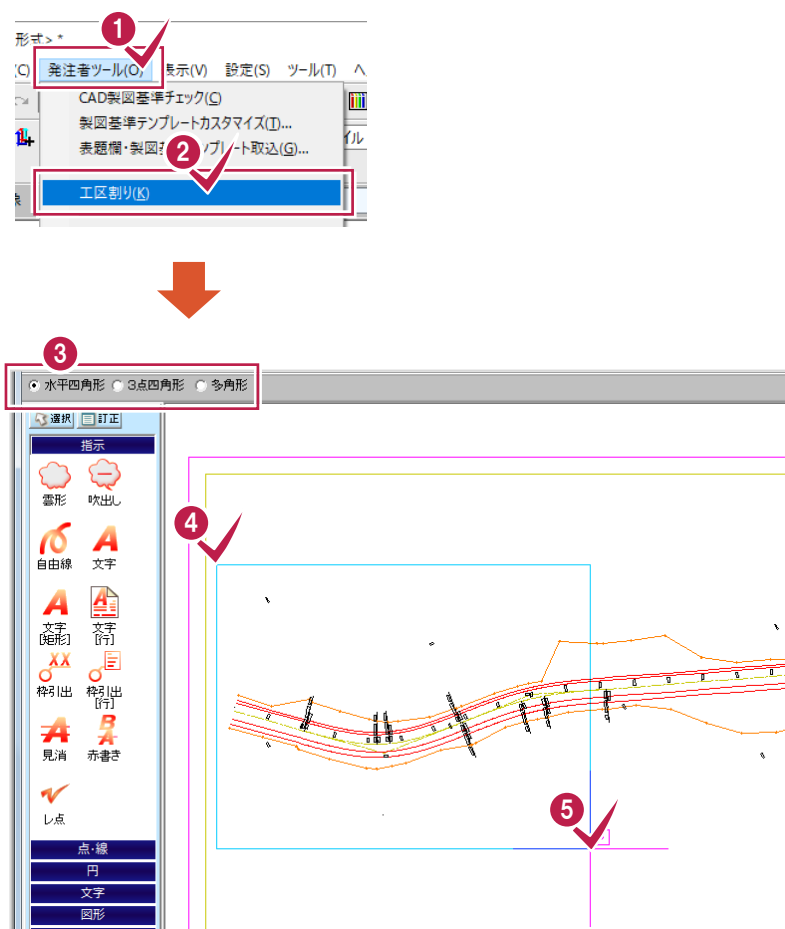 1
形式> *
(C) 発注者ツール(O) 表示(V) 設定(S) ツール(T) ヘ
CAD製図基準チェック(C)
製図基準テンプレートカスタマイズ(T)...
イル
2
表題欄・製図基 ンプレート取込(G)...
工区割り(K)
3
水平四角形 3点四角形 多角形
選択 訂正
指示
雲形 吹出し
4
自由線 文字
文字 文字
[矩形] [行]
枠引出 枠引出
[行]
見消 赤書き
5
レ点
点・線
円
文字
図形